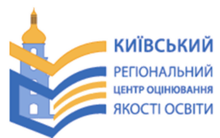 КИЇВСЬКИЙ
РЕГІОНАЛЬНИЙ
ЦЕНТР ОЦІНЮВАННЯ
ЯКОСТІ ОСВІТИ